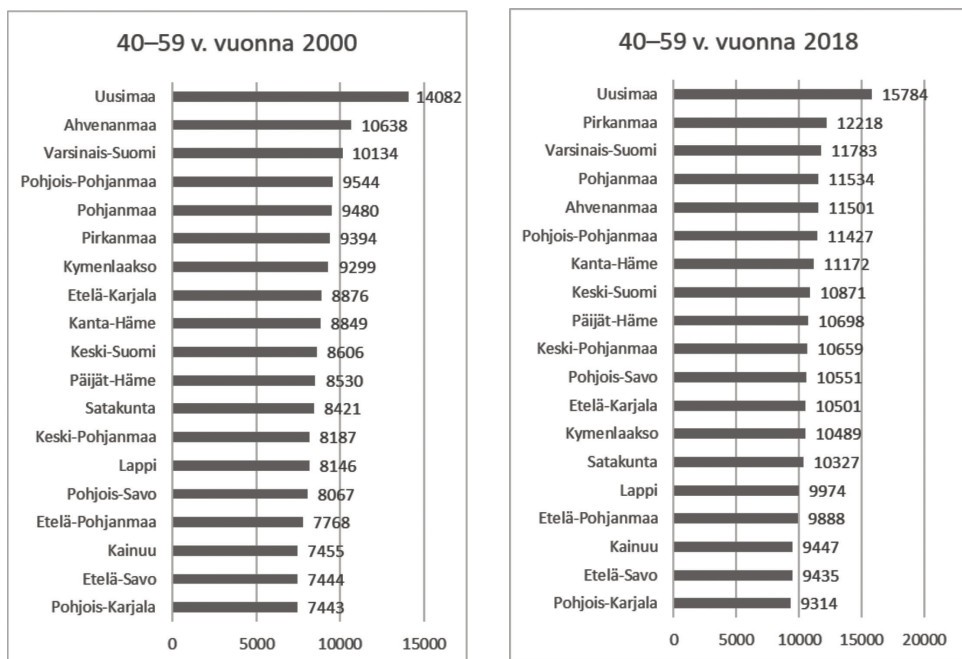 40–59 v. vuonna 2000
Uusimaa 14082
Ahvenanmaa 10638
Varsinais-Suomi 10134
Pohjois-Pohjanmaa 9544
Pohjanmaa 9480
Pirkanmaa 9394
Kymenlaakso 9299
Etelä-Karjala 8876
Kanta-Häme 8849
Keski-Suomi 8606
Päijät-Häme 8530
Satakunta 8421
Keski-Pohjanmaa 8187
Lappi 8146
Pohjois-Savo 8067
Etelä-Pohjanmaa 7768
Kainuu 7455
Etelä-Savo 7444
Pohjois-Karjala 7443
0 5000 10000 15000
40–59 v. vuonna 2018
Uusimaa 15784
Pirkanmaa 12218
Varsinais-Suomi 11783
Pohjanmaa 11534
Ahvenanmaa 11501
Pohjois-Pohjanmaa 11427
Kanta-Häme 11172
Keski-Suomi 10871
Päijät-Häme 10698
Keski-Pohjanmaa 10659
Pohjois-Savo 10551
Etelä-Karjala 10501
Kymenlaakso 10489
Satakunta 10327
Lappi 9974
Etelä-Pohjanmaa 9888
Kainuu 9447
Etelä-Savo 9435
Pohjois-Karjala 9314
0 5000 10000 15000 20000